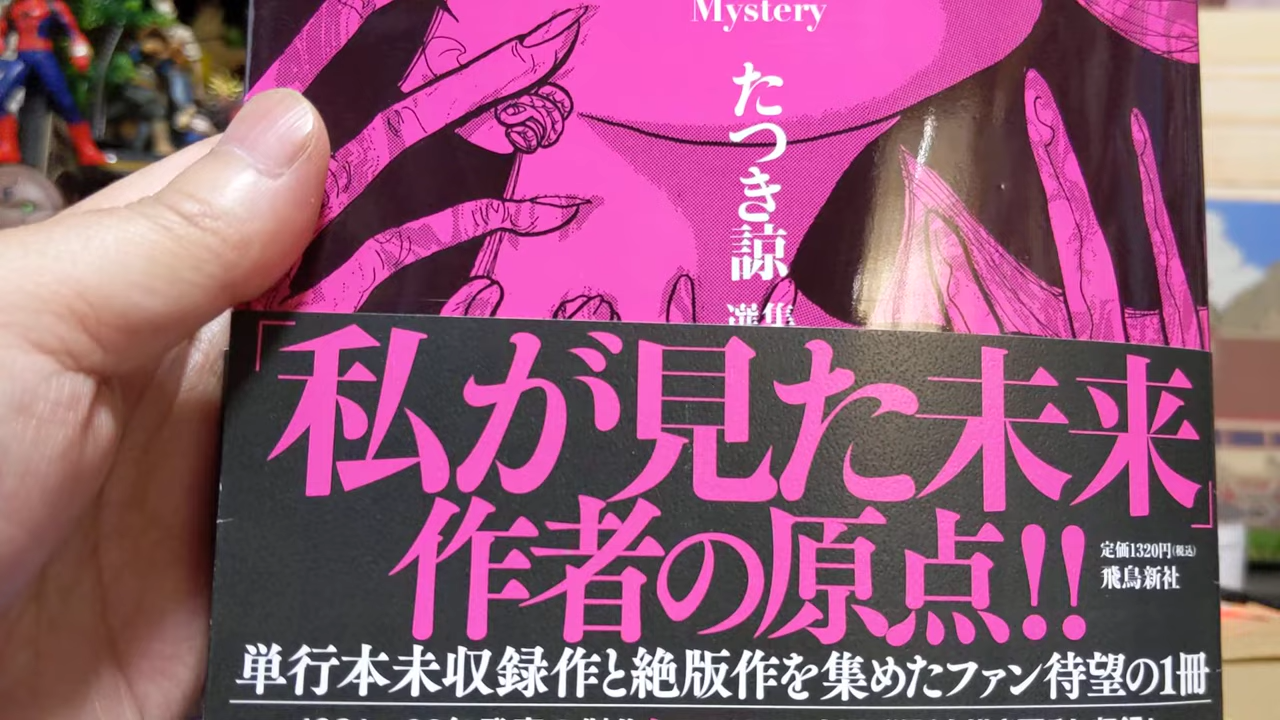 Mystery
たつき諒
選集
「私が見た未来」
作者の原点!!
定価1320円(税込)
飛鳥新社
単行本未収録作と絶版作を集めたファン待望の1冊